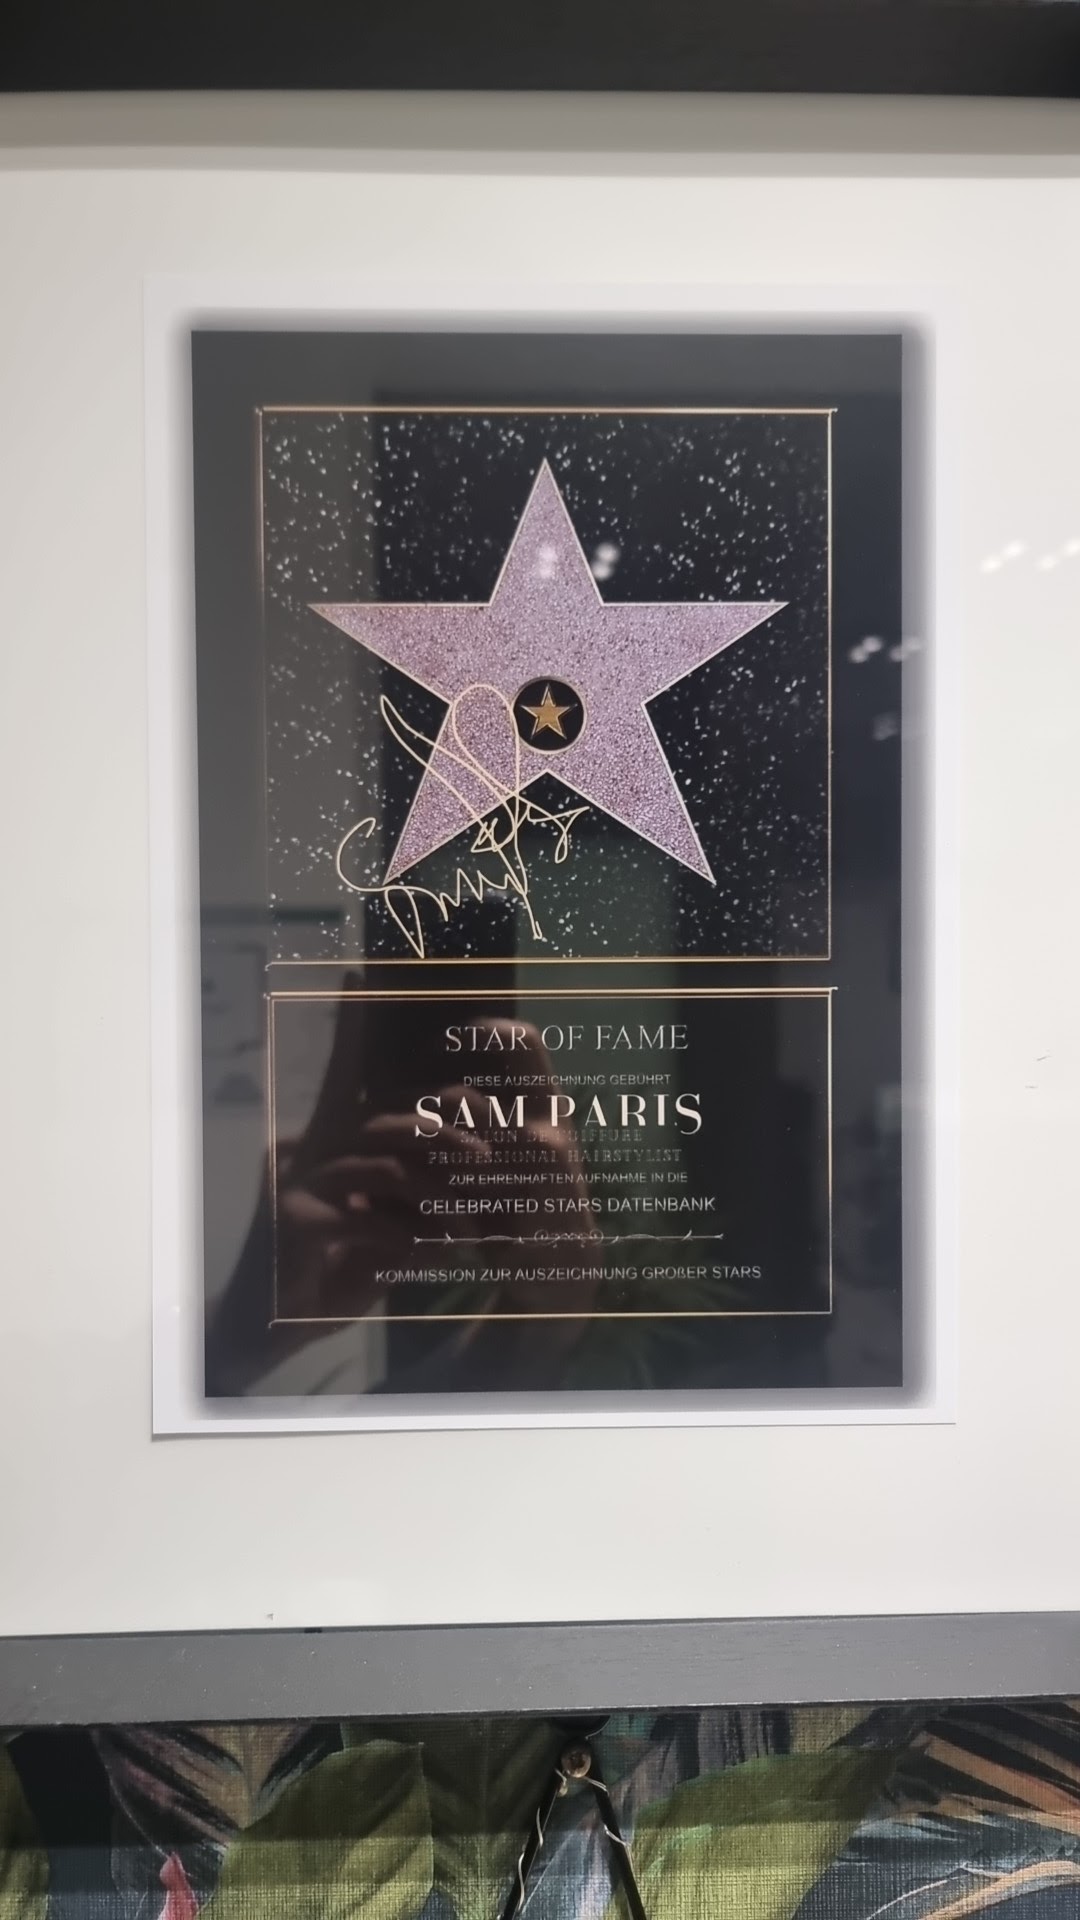 STAR OF FAME
DIESE AUSZEICHNUNG GEBÜHRT
SAM PARIS
SALON DE COIFFURE
PROFESSIONAL HAIRSTYLIST
ZUR EHRENHAFTEN AUFNAHME IN DIE
CELEBRATED STARS DATENBANK
KOMMISSION ZUR AUSZEICHNUNG GROßER STARS